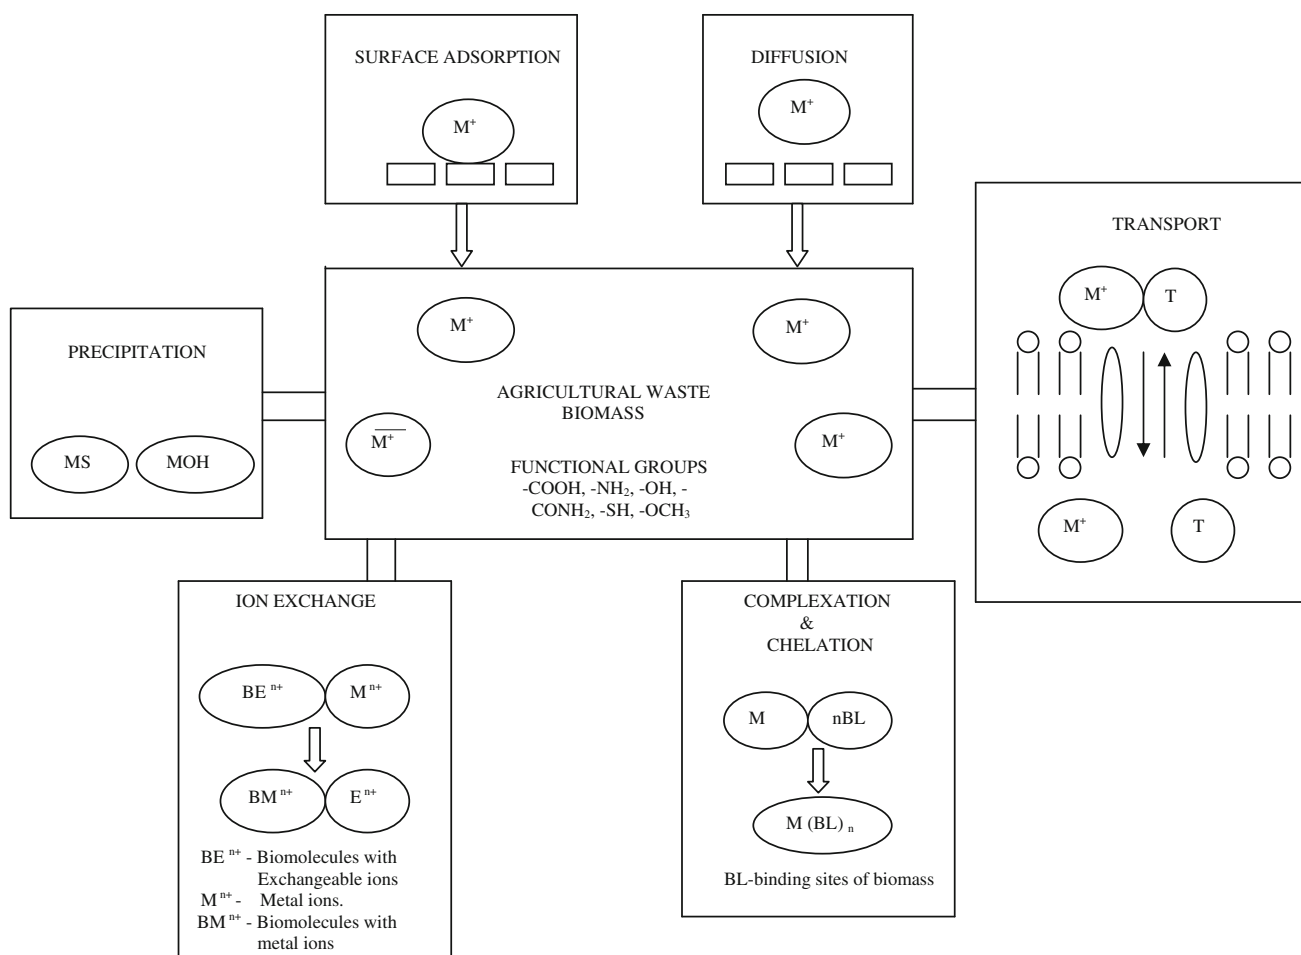 SURFACE ADSORPTION
M⁺
DIFFUSION
M⁺
TRANSPORT
M⁺ T
M⁺ T
PRECIPITATION
MS MOH
M⁺
M⁺
AGRICULTURAL WASTE
BIOMASS
M⁺
M⁺
FUNCTIONAL GROUPS
-COOH, -NH₂, -OH, -
CONH₂, -SH, -OCH₃
ION EXCHANGE
BE ⁿ⁺ M ⁿ⁺
BM ⁿ⁺ E ⁿ⁺
BE ⁿ⁺ - Biomolecules with
Exchangeable ions
M ⁿ⁺ - Metal ions.
BM ⁿ⁺ - Biomolecules with
metal ions
COMPLEXATION
&
CHELATION
M nBL
M (BL) ₙ
BL-binding sites of biomass